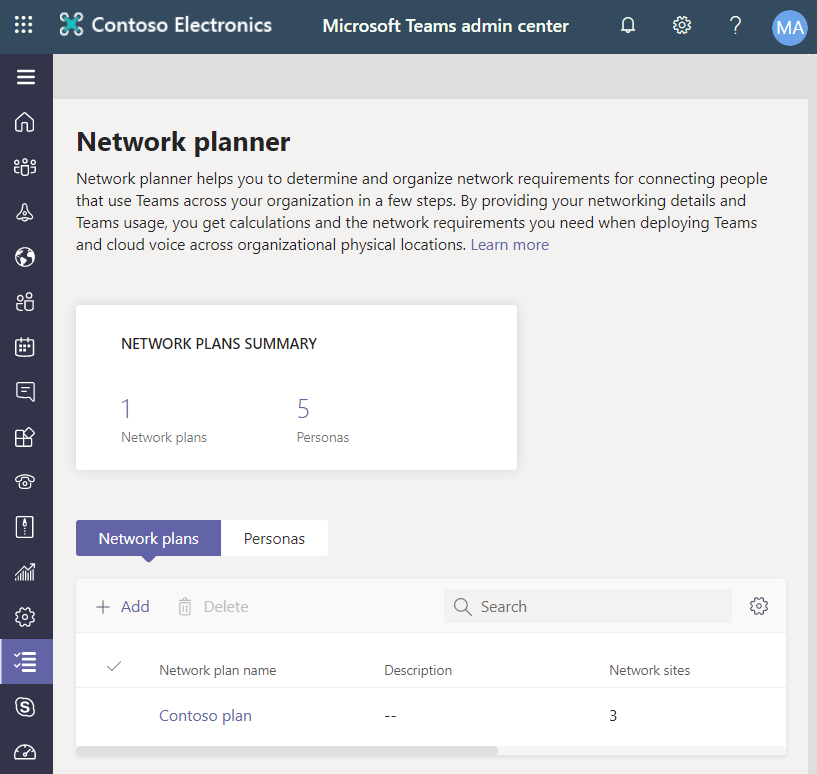 Contoso Electronics
Microsoft Teams admin center
?
MA
Network planner
Network planner helps you to determine and organize network requirements for connecting people
that use Teams across your organization in a few steps. By providing your networking details and
Teams usage, you get calculations and the network requirements you need when deploying Teams
and cloud voice across organizational physical locations. Learn more
NETWORK PLANS SUMMARY
1 5
Network plans Personas
Network plans Personas
+ Add Delete Search
Network plan name Description Network sites
Contoso plan -- 3